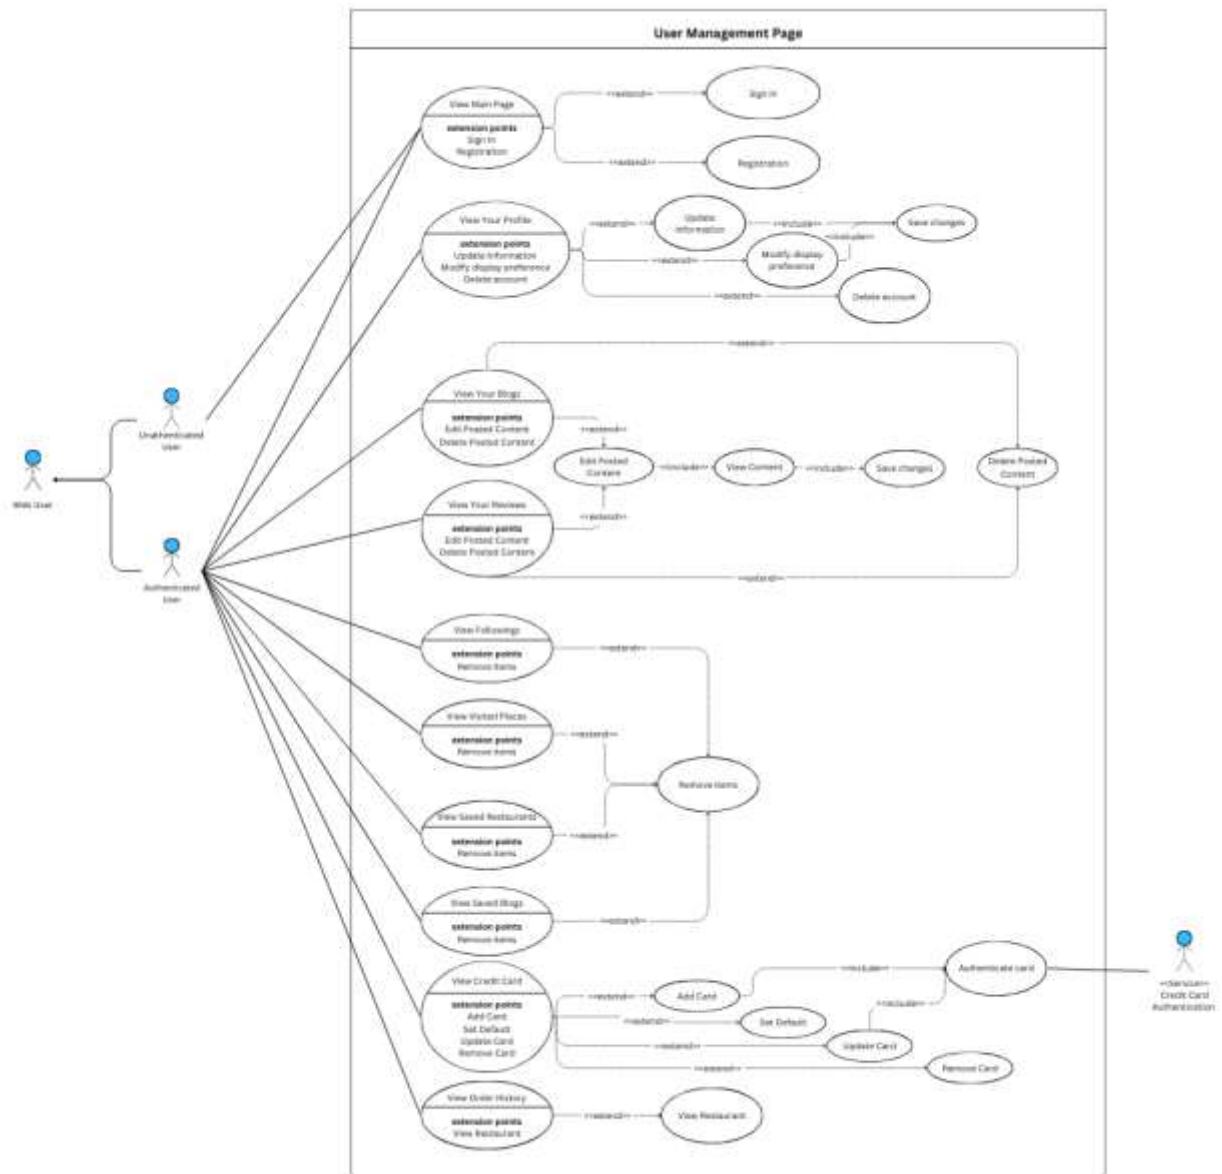 User Management Page
View Main Page
extension points
Sign In
Registration
<<extend>>
Sign In
<<extend>>
Registration
View Your Profile
extension points
Update Information
Modify display preference
Delete account
<<extend>>
Update
Information
<<include>>
Save changes
<<extend>>
Modify display
preference
<<include>>
<<extend>>
Delete account
<<extend>>
View Your Blogs
extension points
Edit Posted Content
Delete Posted Content
<<extend>>
Edit Posted
Content
<<include>>
View Content
<<include>>
Save changes
Delete Posted
Content
View Your Reviews
extension points
Edit Posted Content
Delete Posted Content
<<extend>>
<<extend>>
Unathenticated
User
Web User
Authenticated
User
View Followings
extension points
Remove items
<<extend>>
View Visited Places
extension points
Remove items
<<extend>>
Remove items
View Saved Restaurants
extension points
Remove items
<<extend>>
View Saved Blogs
extension points
Remove items
<<extend>>
View Credit Card
extension points
Add Card
Set Default
Update Card
Remove Card
<<extend>>
Add Card
<<include>>
Authenticate card
<<extend>>
Set Default
<<include>>
<<extend>>
Update Card
<<extend>>
Remove Card
<<Service>>
Credit Card
Authentication
View Order History
extension points
View Restaurant
<<extend>>
View Restaurant